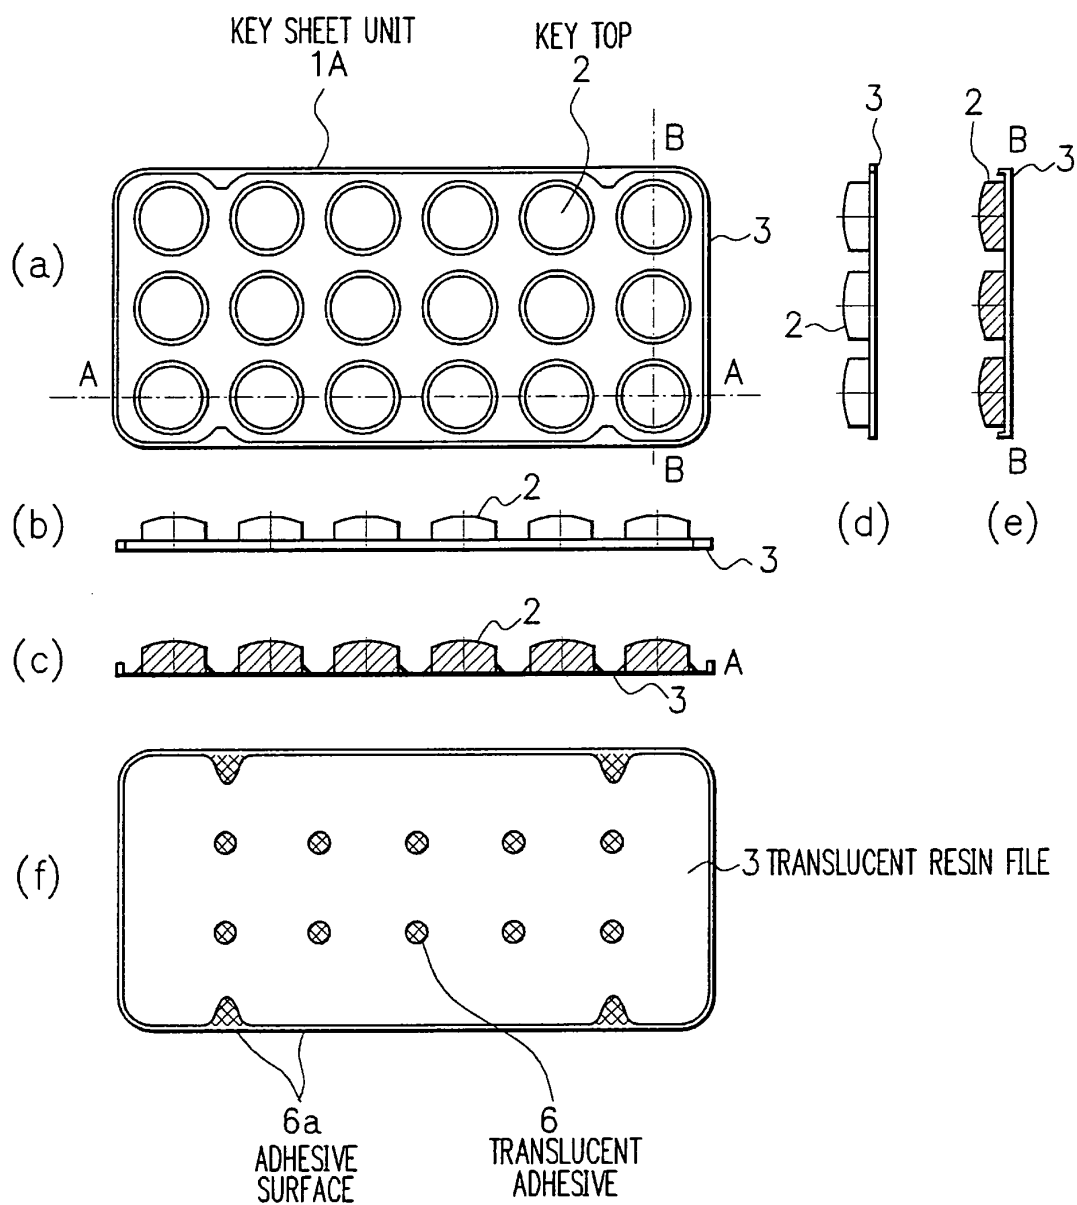 KEY SHEET UNIT
1A
KEY TOP
2
B
3
(a)
A
A
B
3
2
(d)
2
B
3
B
(e)
(b)
2
3
(c)
2
A
3
(f)
3 TRANSLUCENT RESIN FILE
6a
ADHESIVE
SURFACE
6
TRANSLUCENT
ADHESIVE